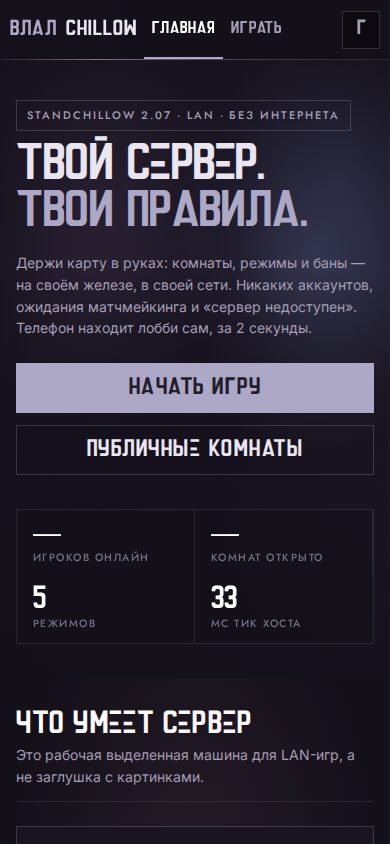 ВЛАЛ CHILLOW ГЛАВНАЯ ИГРАТЬ Г
STANDCHILLOW 2.07 · LAN · БЕЗ ИНТЕРНЕТА
ТВОЙ СЕРВЕР.
ТВОИ ПРАВИЛА.
Держи карту в руках: комнаты, режимы и баны —
на своём железе, в своей сети. Никаких аккаунтов,
ожидания матчмейкинга и «сервер недоступен».
Телефон находит лобби сам, за 2 секунды.
НАЧАТЬ ИГРУ
ПУБЛИЧНЫЕ КОМНАТЫ
— —
ИГРОКОВ ОНЛАЙН КОМНАТ ОТКРЫТО
5 33
РЕЖИМОВ МС ТИК ХОСТА
ЧТО УМЕЕТ СЕРВЕР
Это рабочая выделенная машина для LAN-игр, а
не заглушка с картинками.